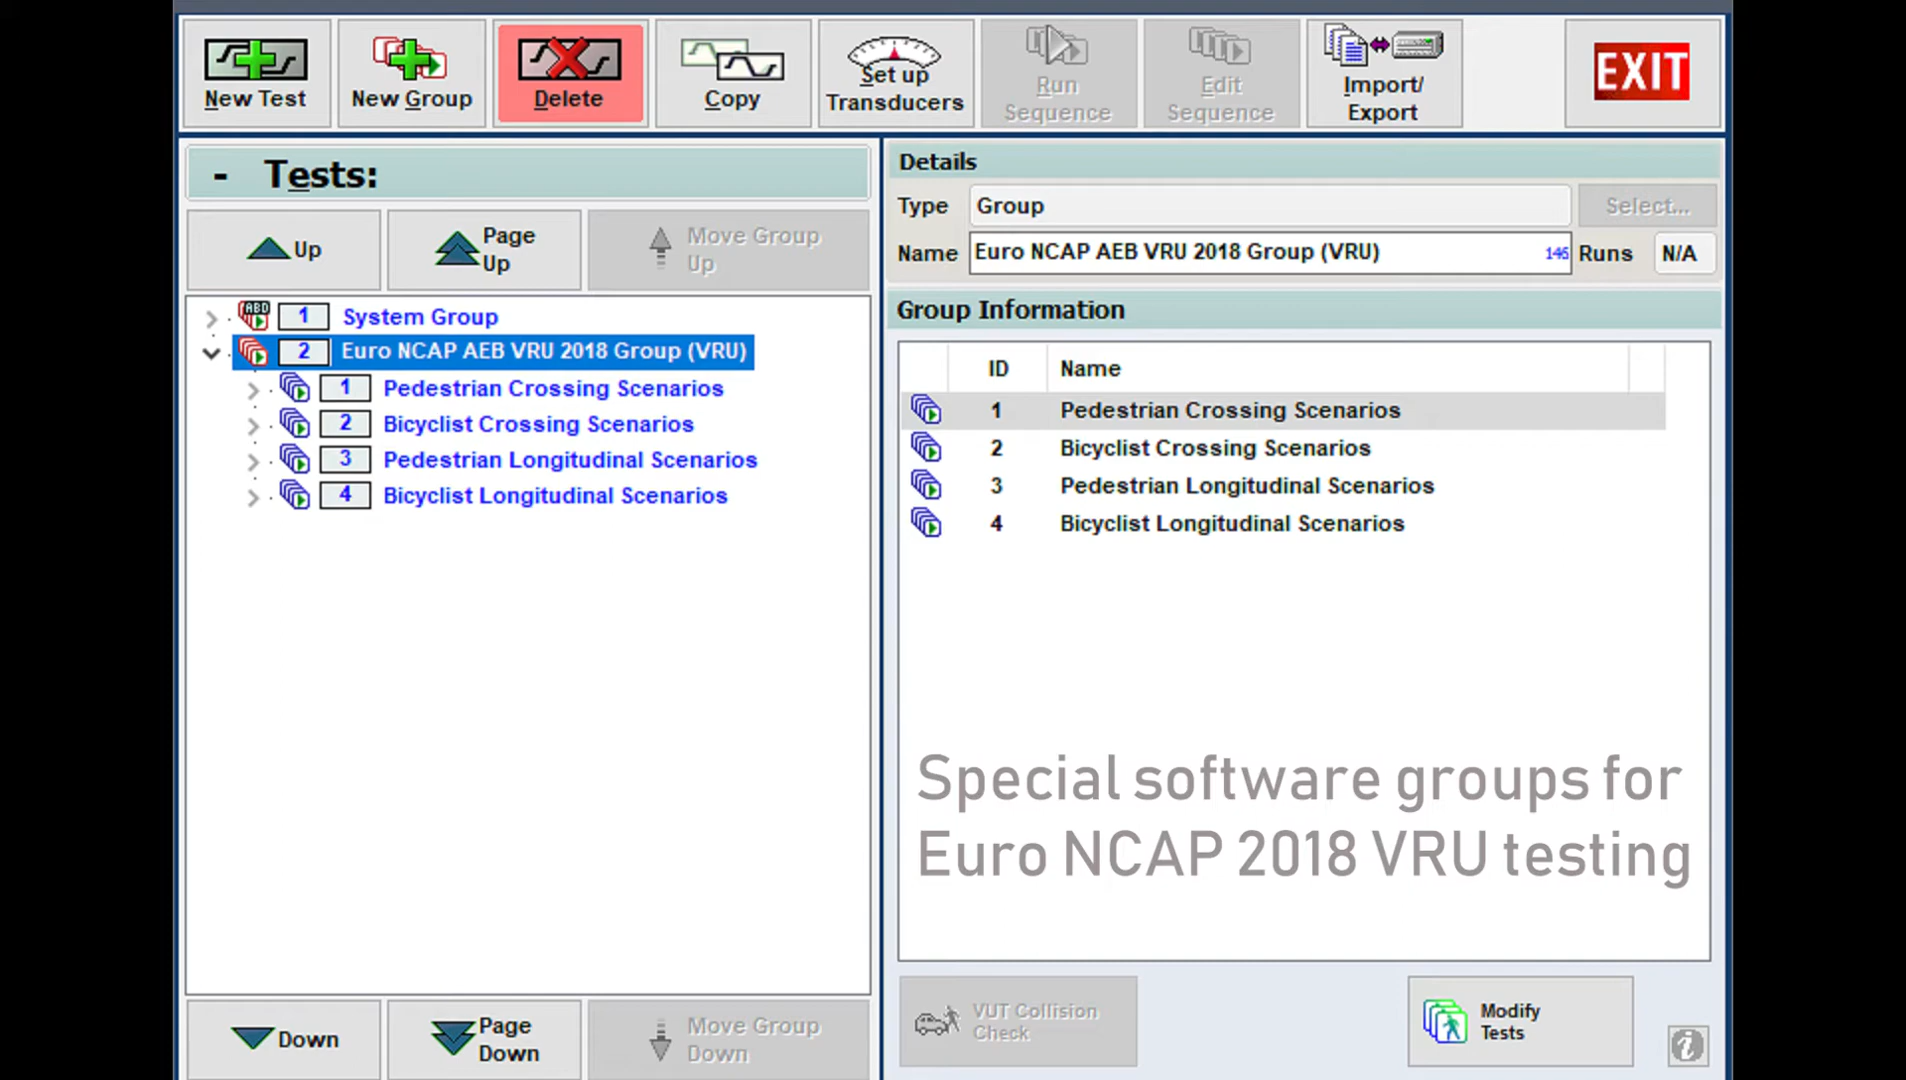 New Test
New Group
Delete
Copy
Set up
Transducers
Run
Sequence
Edit
Sequence
Import/
Export
EXIT
- Tests:
Up
Page
Up
Move Group
Up
ABD 1 System Group
2 Euro NCAP AEB VRU 2018 Group (VRU)
1 Pedestrian Crossing Scenarios
2 Bicyclist Crossing Scenarios
3 Pedestrian Longitudinal Scenarios
4 Bicyclist Longitudinal Scenarios
Down
Page
Down
Move Group
Down
Details
Type Group Select...
Name Euro NCAP AEB VRU 2018 Group (VRU) 146 Runs N/A
Group Information
ID Name
1 Pedestrian Crossing Scenarios
2 Bicyclist Crossing Scenarios
3 Pedestrian Longitudinal Scenarios
4 Bicyclist Longitudinal Scenarios
Special software groups for
Euro NCAP 2018 VRU testing
VUT Collision
Check
Modify
Tests
i